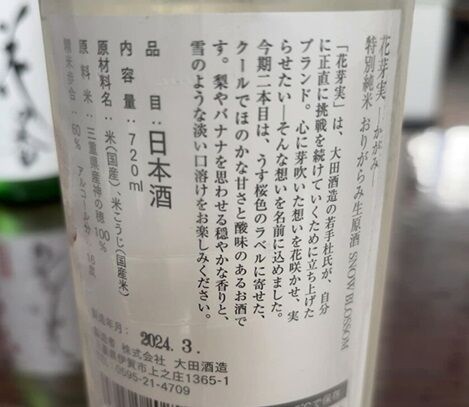 花芽実 ―かがみ―
特別純米 おりがらみ生原酒 SNOW BLOSSOM
「花芽実」は、大田酒造の若手杜氏が、自分
に正直に挑戦を続けていくために立ち上げた
ブランド。心に芽吹いた想いを花咲かせ、実
らせたい―そんな想いを名前に込めました。
今期二本目は、うす桜色のラベルに寄せた、
クールでほのかな甘さと酸味のあるお酒で
す。梨やバナナを思わせる穏やかな香りと、
雪のような淡い口溶けをお楽しみください。
品目:日本酒
内容量:720ml
原材料名:米(国産)、米こうじ(国産米)
原料米:三重県産神の穂100%
精米歩合:60% アルコール分:16度
製造年月: 2024.3.
製造者 株式会社 大田酒造
三重県伊賀市上之庄1365-1
0595-21-4709